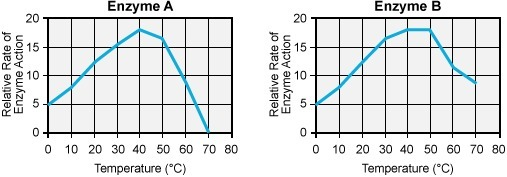 Enzyme A
Relative Rate of
Enzyme Action
20
15
10
5
0
0 10 20 30 40 50 60 70 80
Temperature (°C)
Enzyme B
Relative Rate of
Enzyme Action
20
15
10
5
0
0 10 20 30 40 50 60 70 80
Temperature (°C)